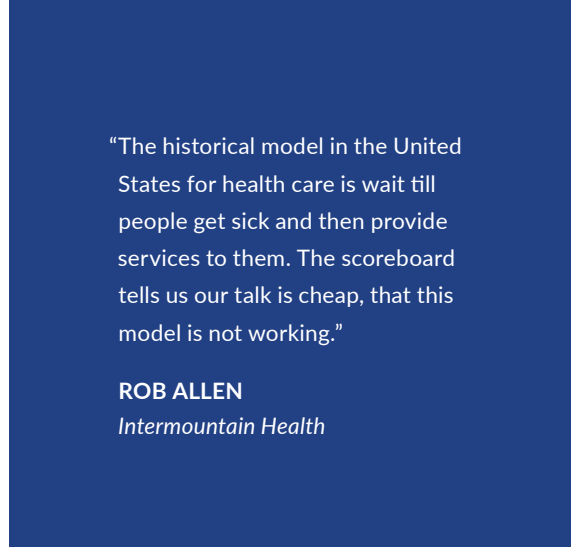 “The historical model in the United
States for health care is wait till
people get sick and then provide
services to them. The scoreboard
tells us our talk is cheap, that this
model is not working.”
ROB ALLEN
Intermountain Health